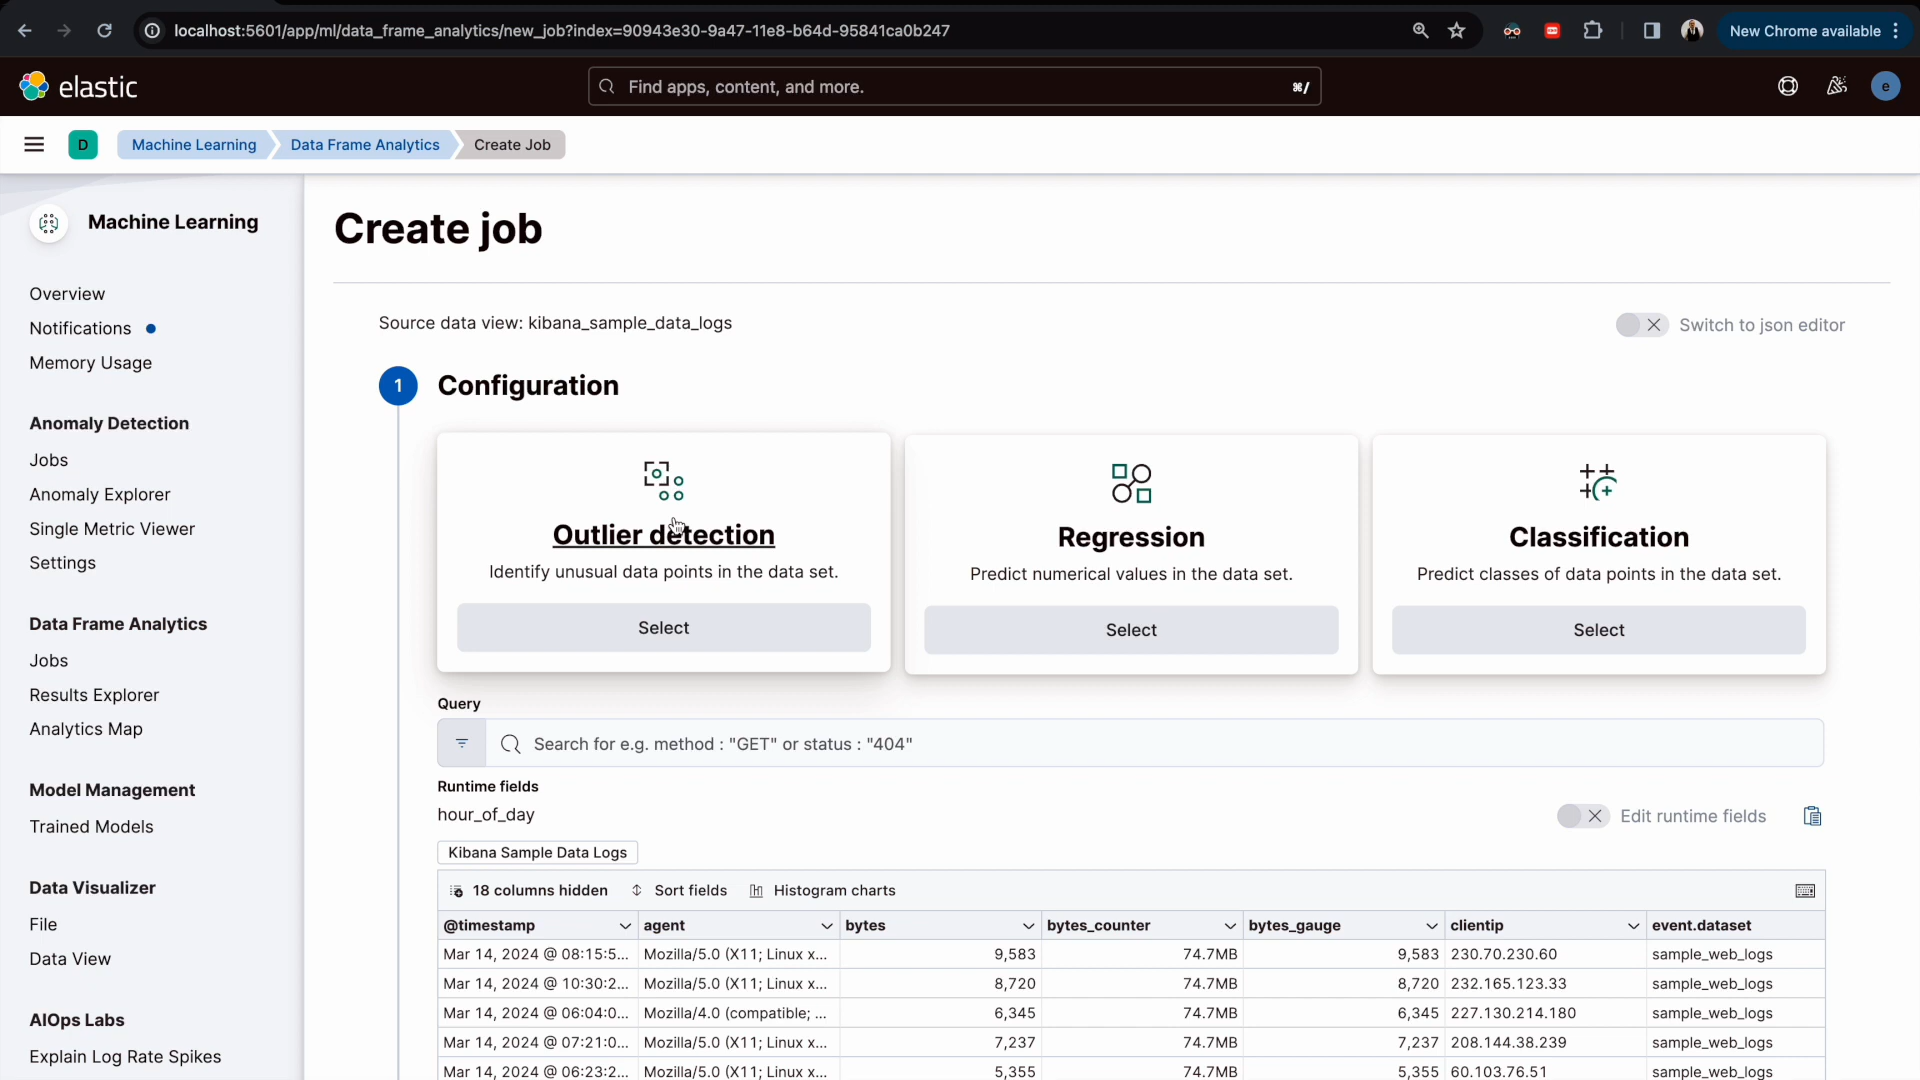 localhost:5601/app/ml/data_frame_analytics/new_job?index=90943e30-9a47-11e8-b64d-95841ca0b247
New Chrome available
elastic
Find apps, content, and more.
⌘/
e
D
Machine Learning
Data Frame Analytics
Create Job
Machine Learning
Overview
Notifications
Memory Usage
Anomaly Detection
Jobs
Anomaly Explorer
Single Metric Viewer
Settings
Data Frame Analytics
Jobs
Results Explorer
Analytics Map
Model Management
Trained Models
Data Visualizer
File
Data View
AIOps Labs
Explain Log Rate Spikes
Create job
Source data view: kibana_sample_data_logs
Switch to json editor
1
Configuration
Outlier detection
Identify unusual data points in the data set.
Select
Regression
Predict numerical values in the data set.
Select
Classification
Predict classes of data points in the data set.
Select
Query
Search for e.g. method : "GET" or status : "404"
Runtime fields
hour_of_day
Edit runtime fields
Kibana Sample Data Logs
18 columns hidden Sort fields Histogram charts
@timestamp agent bytes bytes_counter bytes_gauge clientip event.dataset
Mar 14, 2024 @ 08:15:5... Mozilla/5.0 (X11; Linux x... 9,583 74.7MB 9,583 230.70.230.60 sample_web_logs
Mar 14, 2024 @ 10:30:2... Mozilla/5.0 (X11; Linux x... 8,720 74.7MB 8,720 232.165.123.33 sample_web_logs
Mar 14, 2024 @ 06:04:0... Mozilla/4.0 (compatible; ... 6,345 74.7MB 6,345 227.130.214.180 sample_web_logs
Mar 14, 2024 @ 07:21:0... Mozilla/5.0 (X11; Linux x... 7,237 74.7MB 7,237 208.144.38.239 sample_web_logs
Mar 14, 2024 @ 06:23:2... Mozilla/5.0 (X11; Linux x... 5,355 74.7MB 5,355 60.103.76.51 sample_web_logs